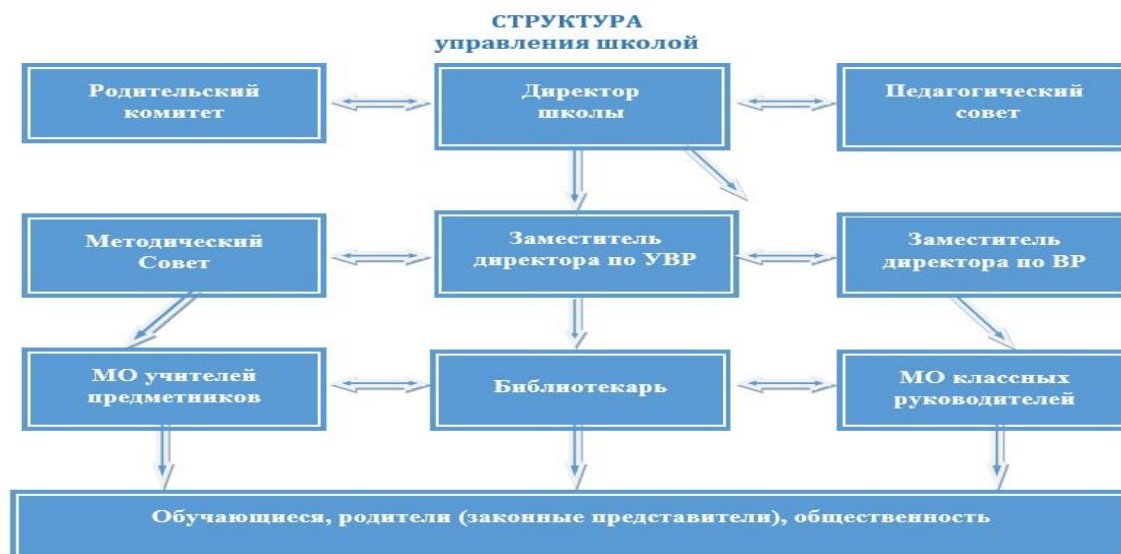 СТРУКТУРА
управления школой
Родительский
комитет
Директор
школы
Педагогический
совет
Методический
Совет
Заместитель
директора по УВР
Заместитель
директора по ВР
МО учителей
предметников
Библиотекарь
МО классных
руководителей
Обучающиеся, родители (законные представители), общественность